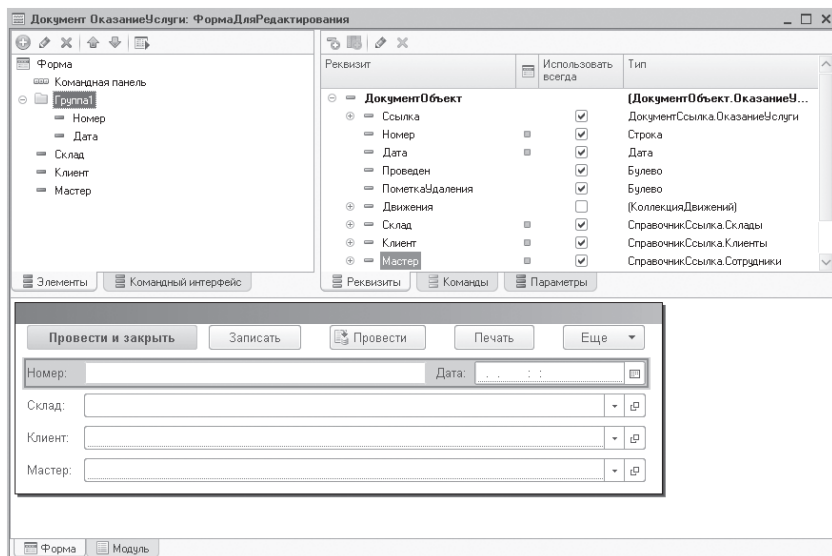 Документ ОказаниеУслуги: ФормаДляРедактирования
Форма
Командная панель
Группа1
Номер
Дата
Склад
Клиент
Мастер
Элементы
Командный интерфейс
Реквизит
Использовать всегда
Тип
ДокументОбъект
(ДокументОбъект.ОказаниеУ...
Ссылка
ДокументСсылка.ОказаниеУслуги
Номер
Строка
Дата
Дата
Проведен
Булево
ПометкаУдаления
Булево
Движения
(КоллекцияДвижений)
Склад
СправочникСсылка.Склады
Клиент
СправочникСсылка.Клиенты
Мастер
СправочникСсылка.Сотрудники
Реквизиты
Команды
Параметры
Провести и закрыть
Записать
Провести
Печать
Еще
Номер:
Дата:
. . : :
Склад:
Клиент:
Мастер:
Форма
Модуль